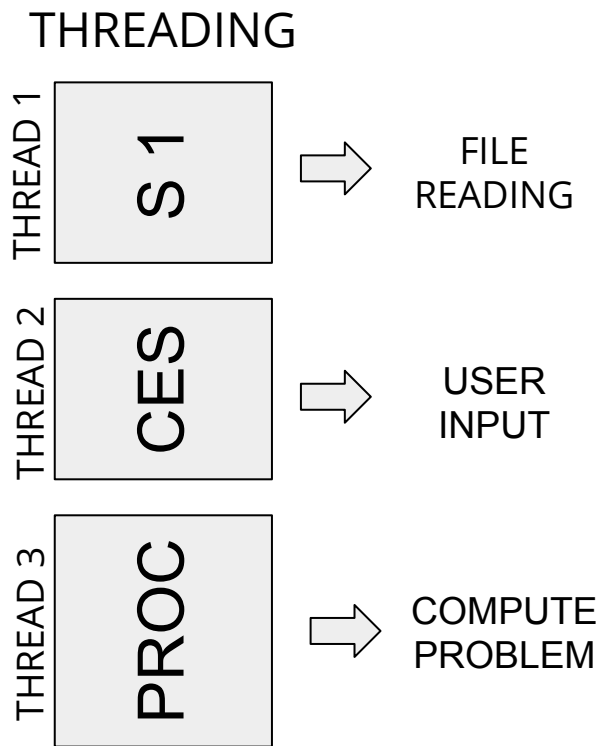 THREADING
THREAD 1
S 1
FILE
READING
THREAD 2
CES
USER
INPUT
THREAD 3
PROC
COMPUTE
PROBLEM